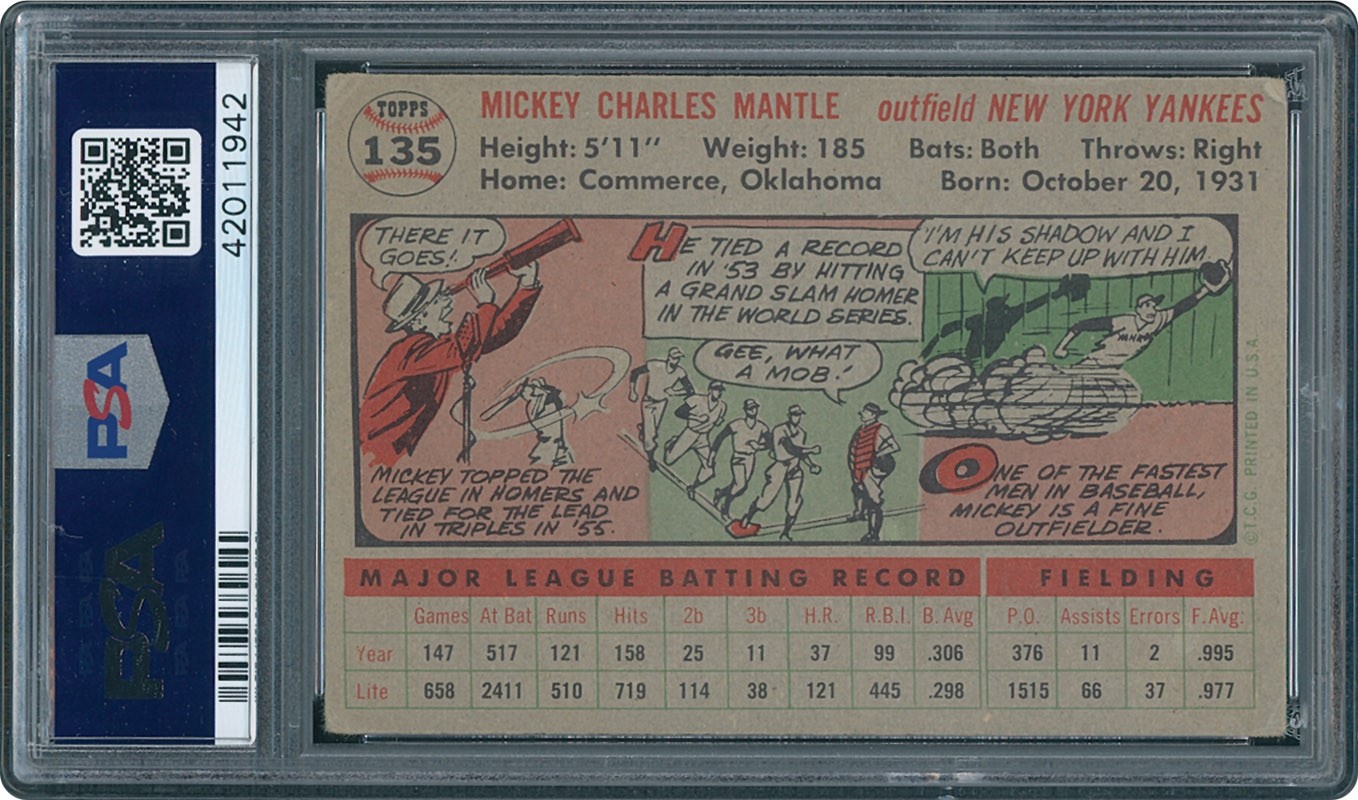 PSA
42011942
PSA
TOPPS
135
MICKEY CHARLES MANTLE outfield NEW YORK YANKEES
Height: 5'11" Weight: 185 Bats: Both Throws: Right
Home: Commerce, Oklahoma Born: October 20, 1931
THERE IT
GOES!
MICKEY TOPPED THE
LEAGUE IN HOMERS AND
TIED FOR THE LEAD
IN TRIPLES IN '55.
HE TIED A RECORD
IN '53 BY HITTING
A GRAND SLAM HOMER
IN THE WORLD SERIES.
GEE, WHAT
A MOB!
I'M HIS SHADOW AND I
CAN'T KEEP UP WITH HIM.
ONE OF THE FASTEST
MEN IN BASEBALL,
MICKEY IS A FINE
OUTFIELDER.
©T.C.G. PRINTED IN U.S.A.
MAJOR LEAGUE BATTING RECORD FIELDING
Games At Bat Runs Hits 2b 3b H.R. R.B.I. B. Avg P.O. Assists Errors F. Avg.
Year 147 517 121 158 25 11 37 99 .306 376 11 2 .995
Life 658 2411 510 719 114 38 121 445 .298 1515 66 37 .977